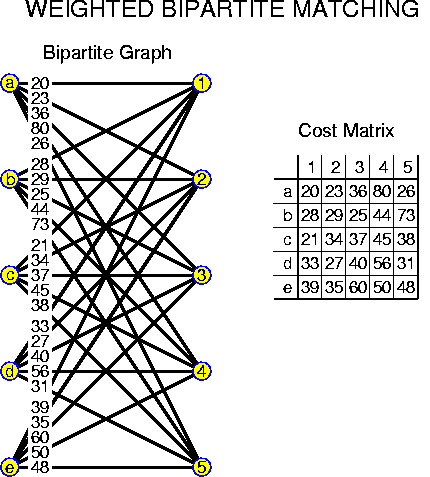 WEIGHTED BIPARTITE MATCHING
Bipartite Graph
a 20 1
23
36
80
26
28
b 29 2
25
44
73
21
34
c 37 3
45
38
33
27
40
d 56 4
31
39
35
60
50
e 48 5
Cost Matrix
1 2 3 4 5
a 20 23 36 80 26
b 28 29 25 44 73
c 21 34 37 45 38
d 33 27 40 56 31
e 39 35 60 50 48